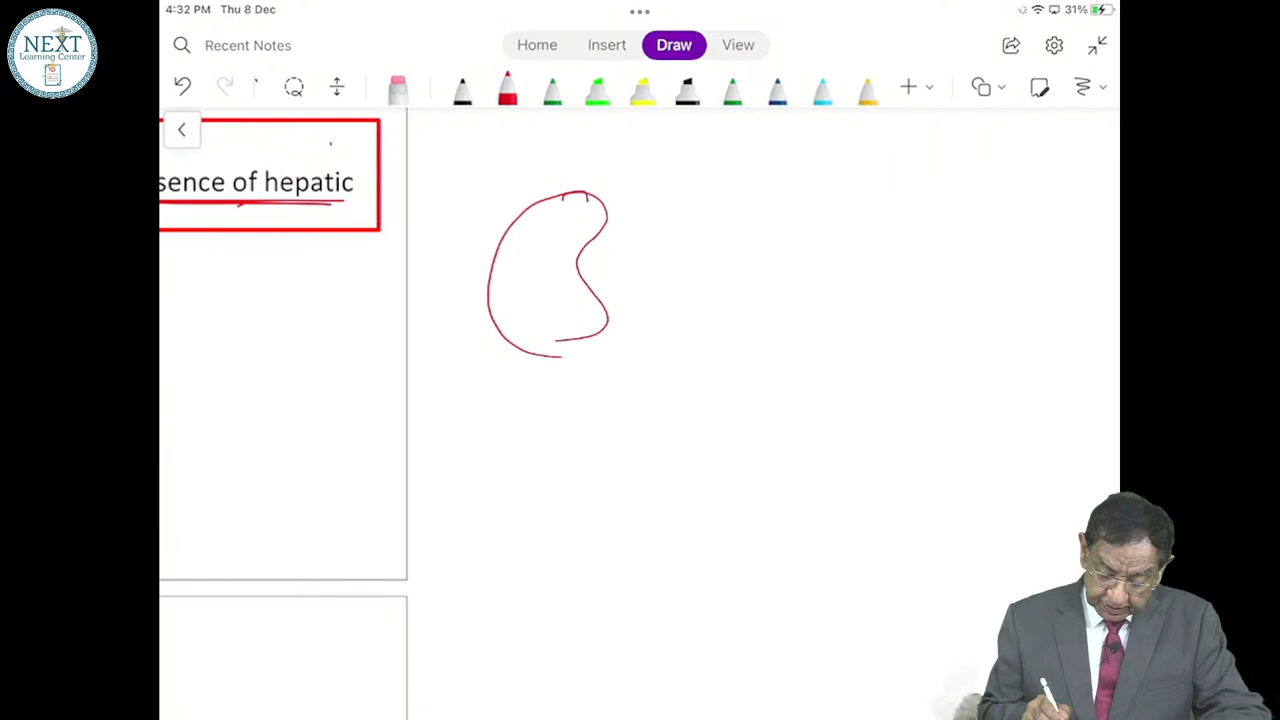 4:32 PM Thu 8 Dec
31%
NEXT
Learning Center
Recent Notes
Home Insert Draw View
sence of hepatic